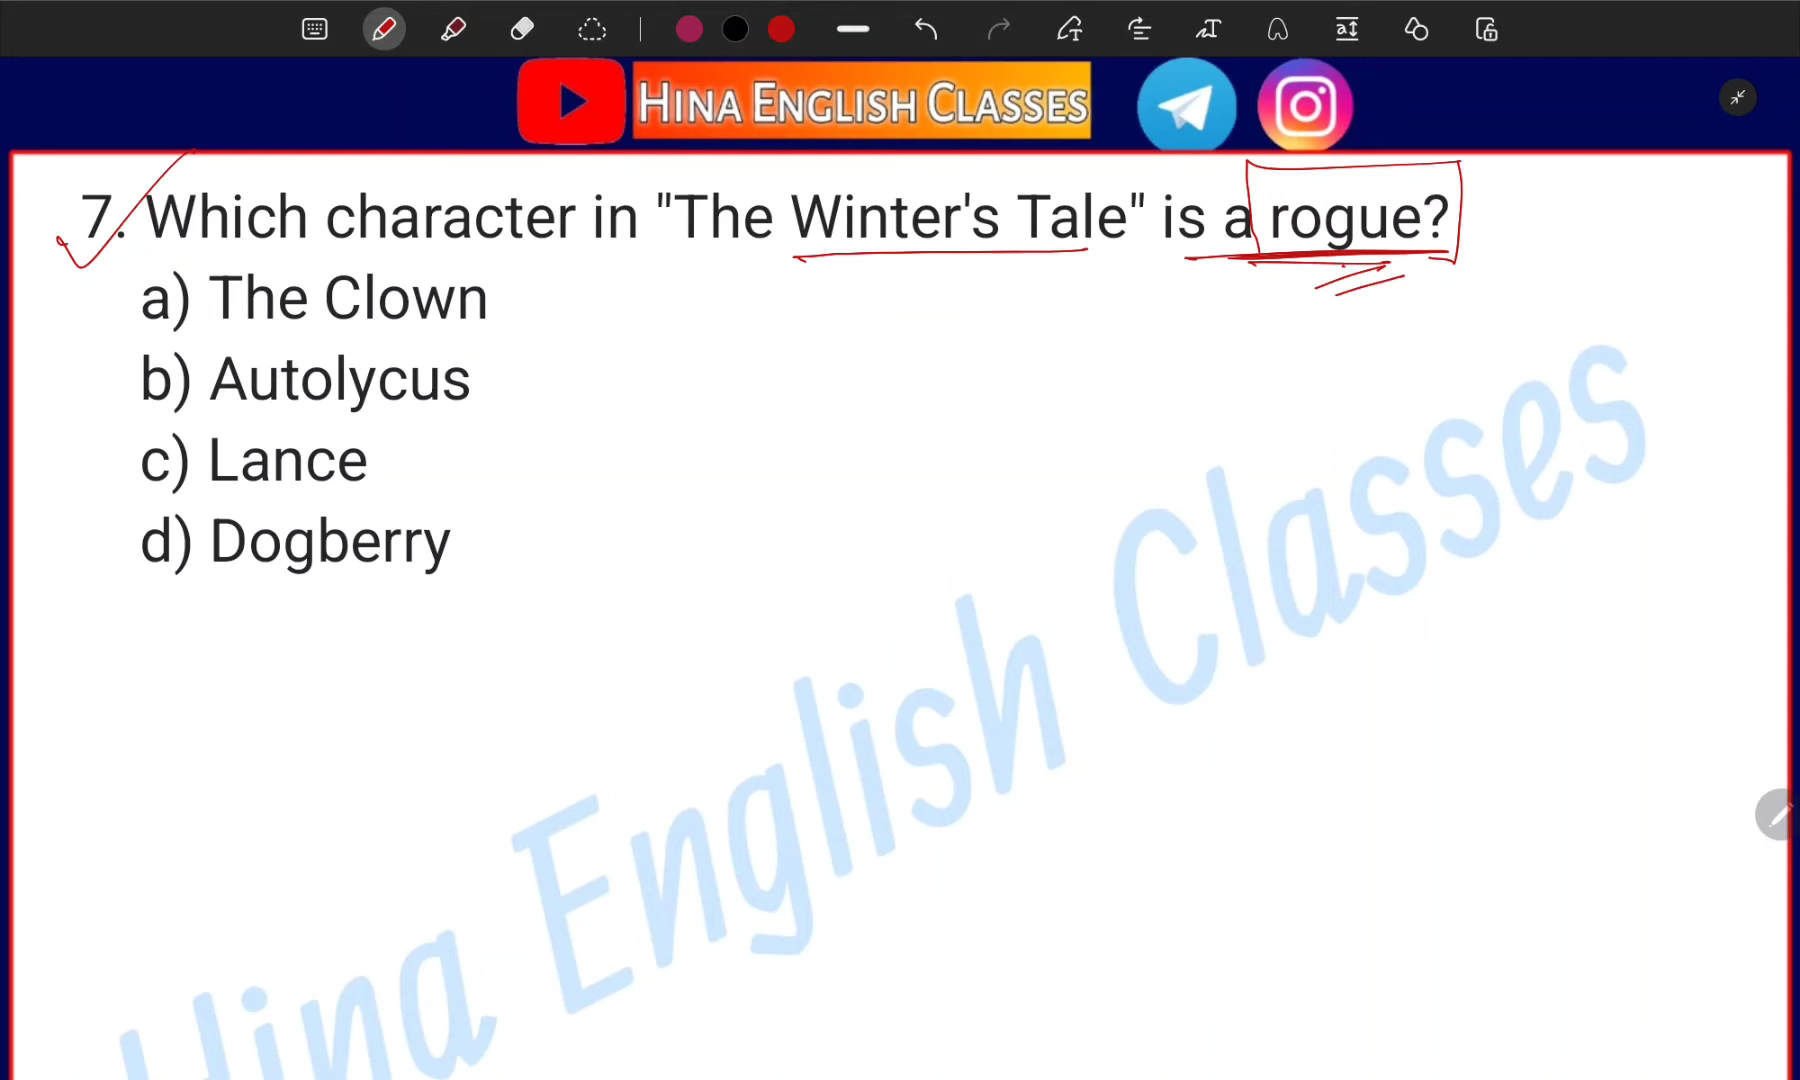 HINA ENGLISH CLASSES
7. Which character in "The Winter's Tale" is a rogue?
a) The Clown
b) Autolycus
c) Lance
d) Dogberry
Hina English Classes